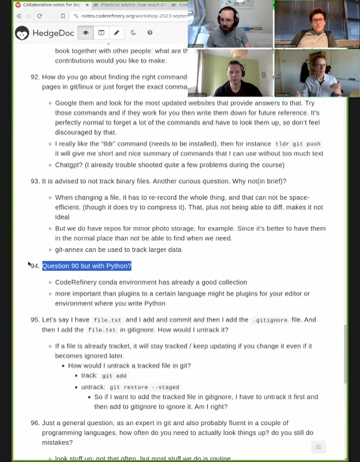 Collaborative notes for
Practical advice: how much
notes.coderefinery.org/workshop-2023-septem
HedgeDoc
book together with other people: what are
contributions would you like to make.
92. How do you go about finding the right command
pages in git/linux or just forget the exact comma
Google them and look for the most updated websites that provide answers to that. Try
those commands and if they work for you then write them down for future reference. It's
perfectly normal to forget a lot of the commands and have to look them up, so don't feel
discouraged by that.
I really like the "tldr" command (needs to be installed), then for instance tldr git push
it will give me short and nice summary of commands that I can use without too much text
Chatgpt? (I already trouble shooted quite a few problems during the course)
93. It is advised to not track binary files. Another curious question. Why not(in brief)?
When changing a file, it has to re-record the whole thing, and that can not be space-
efficient. (though it does try to compress it). That, plus not being able to diff, makes it not
ideal
But we do have repos for minor photo storage, for example. Since it's better to have them
in the normal place than not be able to find when we need.
git-annex can be used to track larger data
94. Question 90 but with Python?
CodeRefinery conda environment has already a good collection
more important than plugins to a certain language might be plugins for your editor or
environment where you write Python
95. Let's say I have file.txt and I add and commit and then I add the .gitignore file. And
then I add the file.txt in gitignore. How would I untrack it?
If a file is already tracket, it will stay tracked / keep updating if you change it even if it
becomes ignored later.
How would I untrack a tracked file in git?
track: git add
untrack: git restore --staged
So if I want to add the tracked file in gitignore, I have to untrack it first and
then add to gitignore to ignore it. Am I right?
96. Just a general question, as an expert in git and also probably fluent in a couple of
programming languages, how often do you need to actually look things up? do you still do
mistakes?
look stuff up: not that often, but most stuff we do is routine